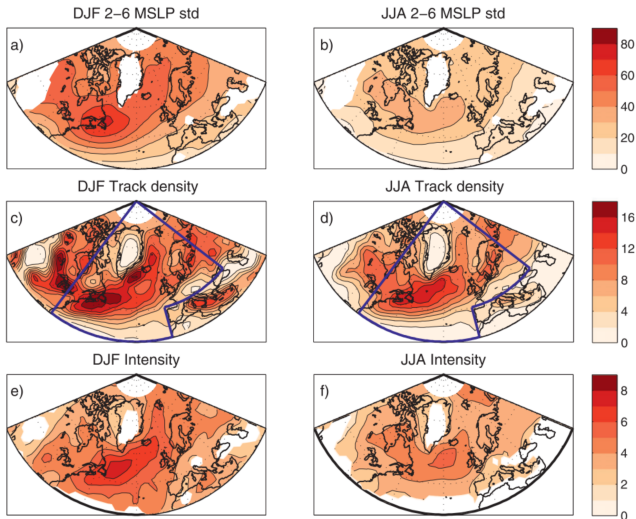 DJF 2−6 MSLP std
JJA 2−6 MSLP std
a)
b)
80
60
40
20
0
DJF Track density
JJA Track density
c)
d)
16
12
8
4
0
DJF Intensity
JJA Intensity
e)
f)
8
6
4
2
0